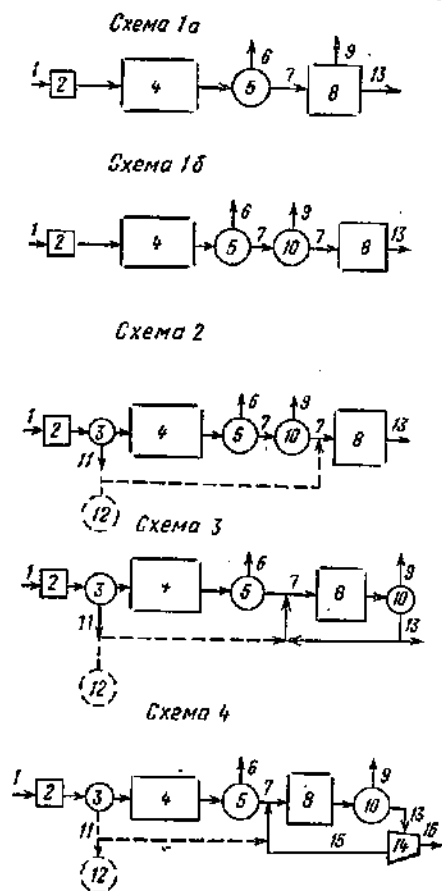 Схема 1а
1 2 4 5 6 7 8 9 13
Схема 1б
1 2 4 5 6 7 10 9 7 8 13
Схема 2
1 2 3 4 5 6 7 10 9 7 8 13
11
12
Схема 3
1 2 3 4 5 6 7 8 10 9
11 13
12
Схема 4
1 2 3 4 5 6 7 8 10 9 13
11 15 14 16
12